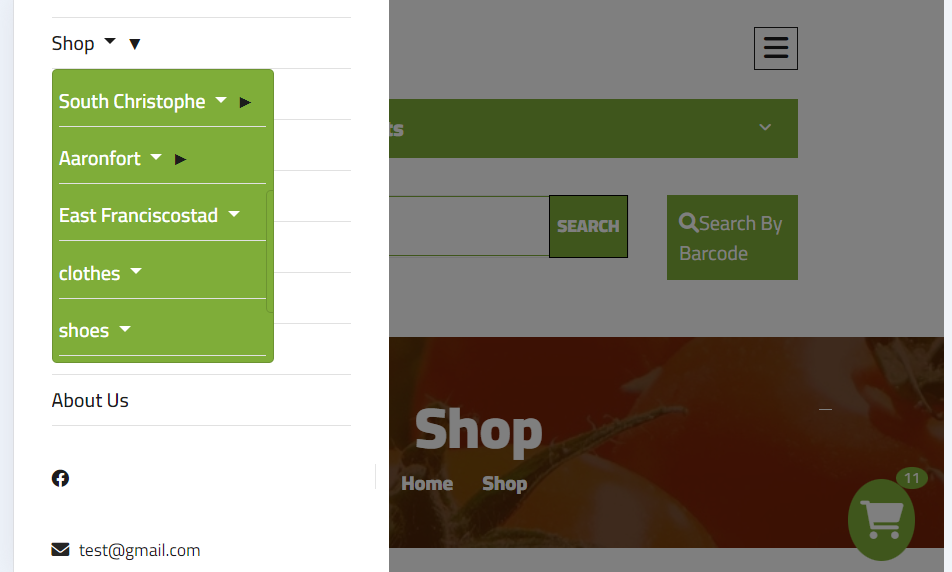 Shop
South Christophe
Aaronfort
East Franciscostad
clothes
shoes
About Us
test@gmail.com
SEARCH
Search By
Barcode
Shop
Home Shop
11